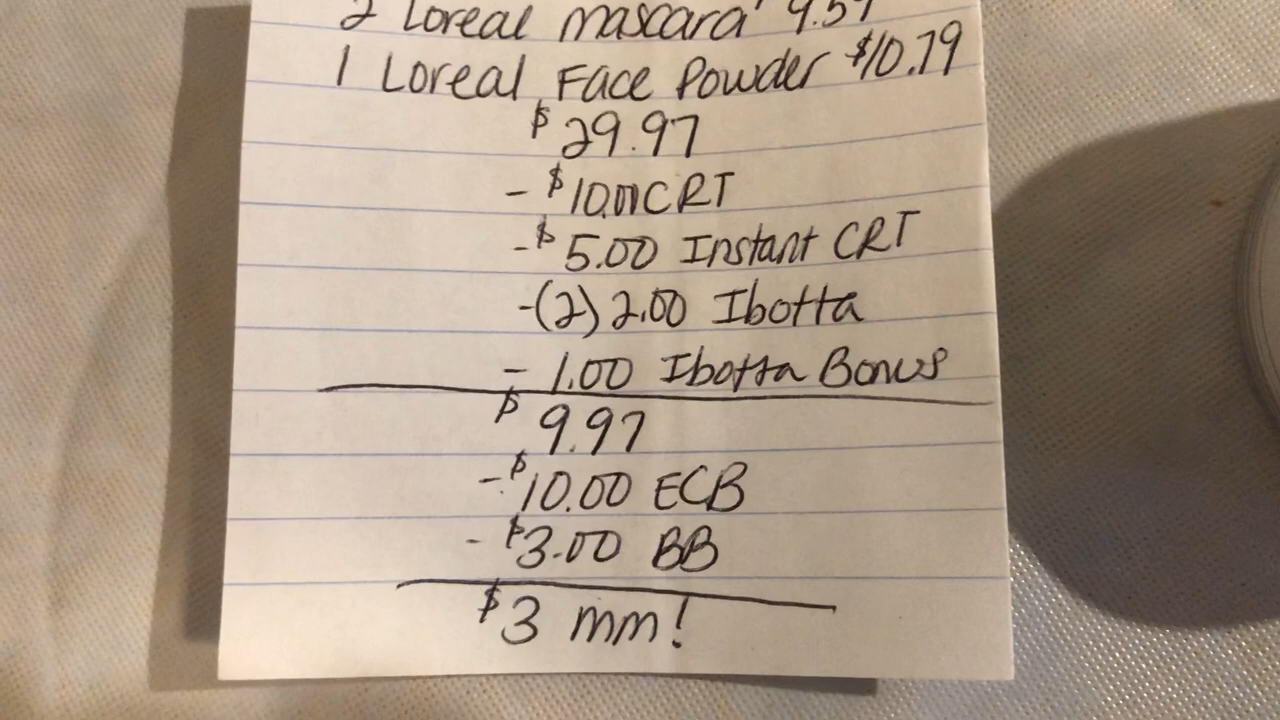 2 Loreal mascara 9.59
1 Loreal Face Powder $10.79
$29.97
- $10.00 CRT
- $5.00 Instant CRT
-(2) 2.00 Ibotta
- 1.00 Ibotta Bonus
$9.97
- $10.00 ECB
- $3.00 BB
$3 mm!